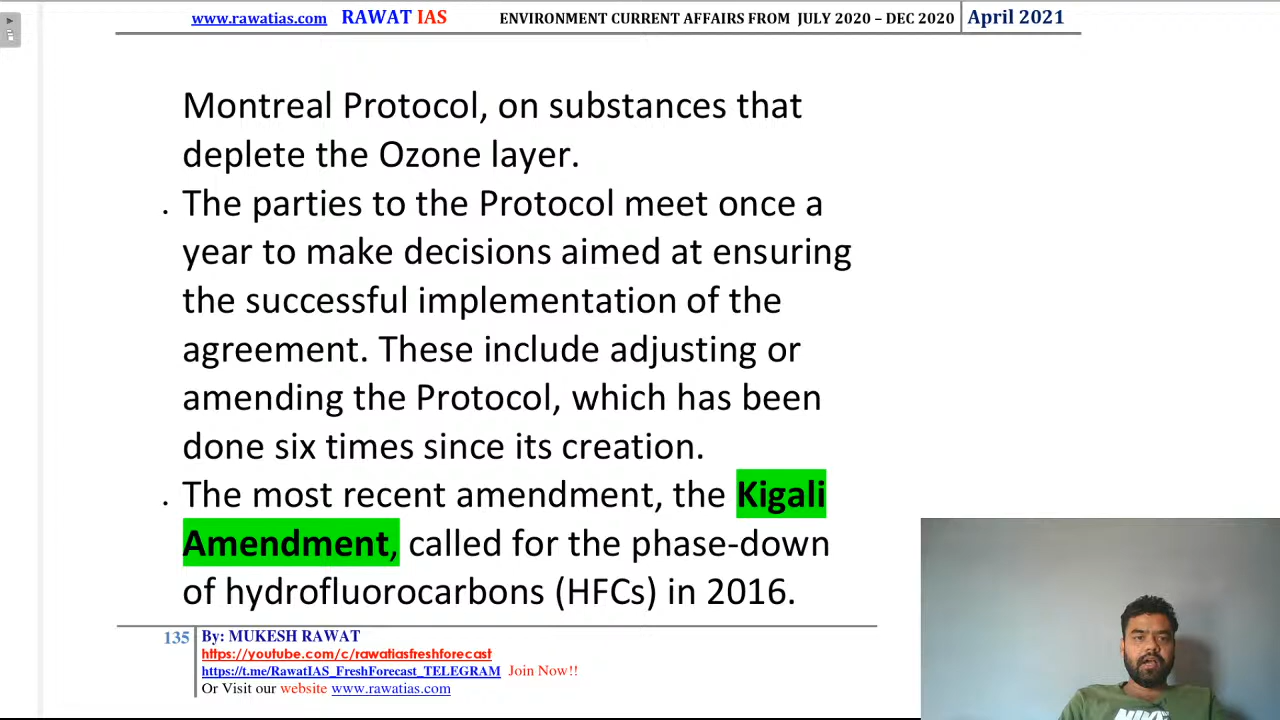 www.rawatias.com RAWAT IAS ENVIRONMENT CURRENT AFFAIRS FROM JULY 2020 – DEC 2020 April 2021
Montreal Protocol, on substances that
deplete the Ozone layer.
. The parties to the Protocol meet once a
year to make decisions aimed at ensuring
the successful implementation of the
agreement. These include adjusting or
amending the Protocol, which has been
done six times since its creation.
. The most recent amendment, the Kigali
Amendment, called for the phase-down
of hydrofluorocarbons (HFCs) in 2016.
135 By: MUKESH RAWAT
https://youtube.com/c/rawatiasfreshforecast
https://t.me/RawatIAS_FreshForecast_TELEGRAM Join Now!!
Or Visit our website www.rawatias.com